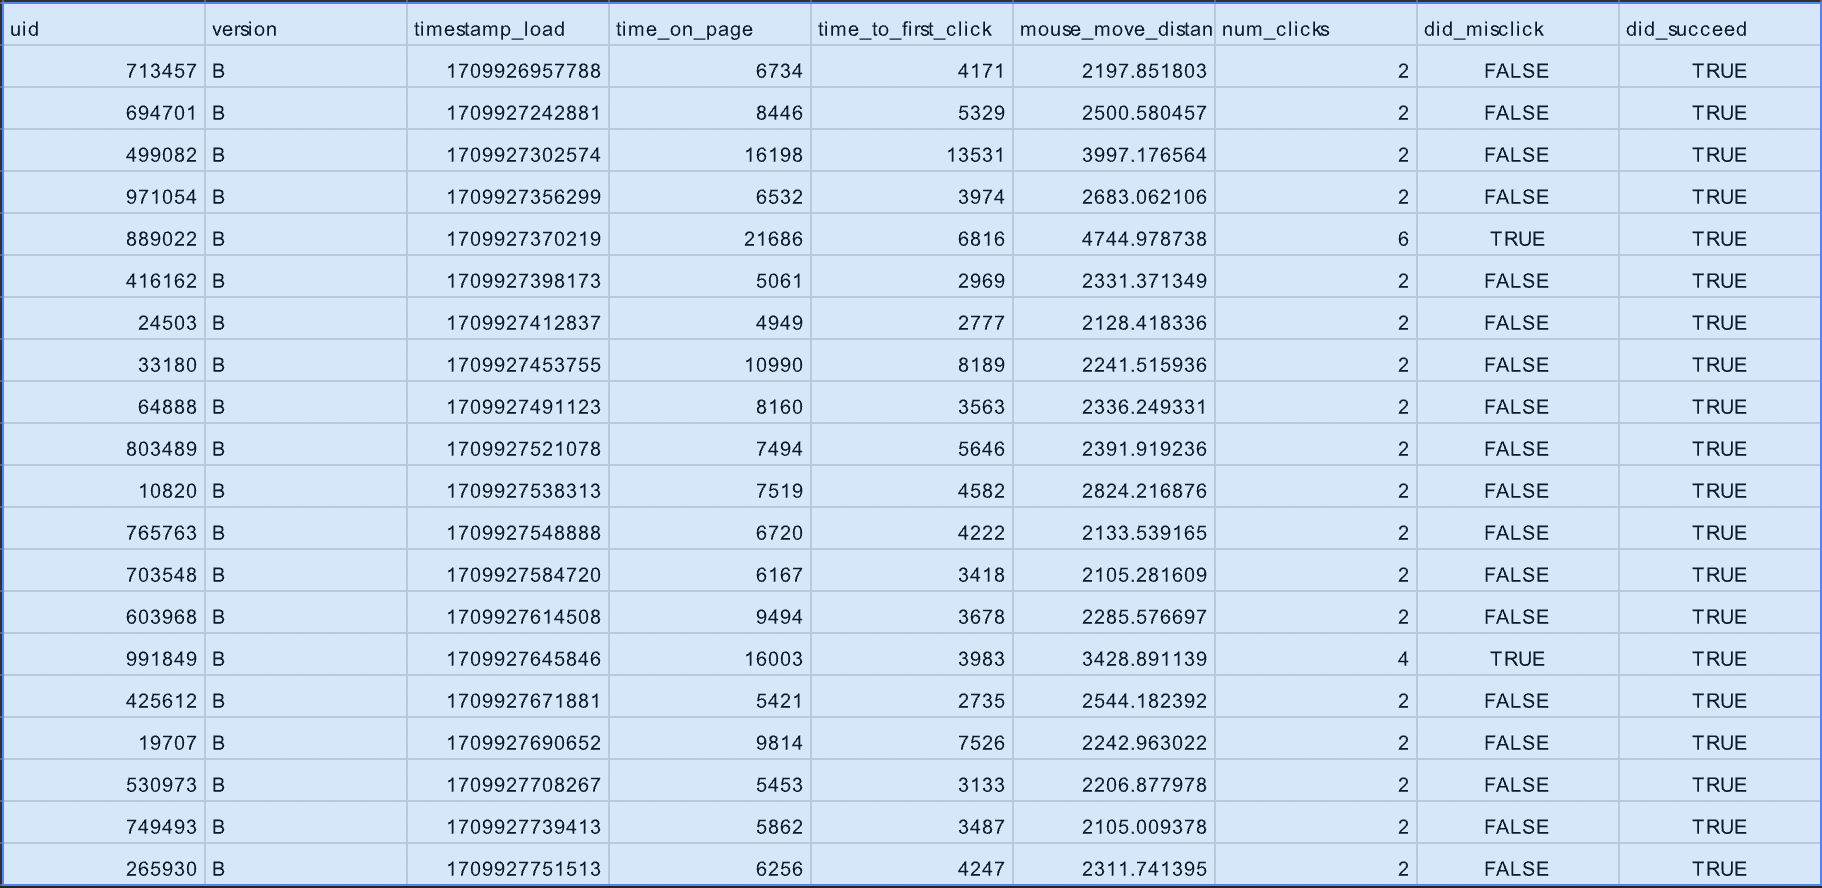 uid version timestamp_load time_on_page time_to_first_click mouse_move_distan num_clicks did_misclick did_succeed
713457 B 1709926957788 6734 4171 2197.851803 2 FALSE TRUE
694701 B 1709927242881 8446 5329 2500.580457 2 FALSE TRUE
499082 B 1709927302574 16198 13531 3997.176564 2 FALSE TRUE
971054 B 1709927356299 6532 3974 2683.062106 2 FALSE TRUE
889022 B 1709927370219 21686 6816 4744.978738 6 TRUE TRUE
416162 B 1709927398173 5061 2969 2331.371349 2 FALSE TRUE
24503 B 1709927412837 4949 2777 2128.418336 2 FALSE TRUE
33180 B 1709927453755 10990 8189 2241.515936 2 FALSE TRUE
64888 B 1709927491123 8160 3563 2336.249331 2 FALSE TRUE
803489 B 1709927521078 7494 5646 2391.919236 2 FALSE TRUE
10820 B 1709927538313 7519 4582 2824.216876 2 FALSE TRUE
765763 B 1709927548888 6720 4222 2133.539165 2 FALSE TRUE
703548 B 1709927584720 6167 3418 2105.281609 2 FALSE TRUE
603968 B 1709927614508 9494 3678 2285.576697 2 FALSE TRUE
991849 B 1709927645846 16003 3983 3428.891139 4 TRUE TRUE
425612 B 1709927671881 5421 2735 2544.182392 2 FALSE TRUE
19707 B 1709927690652 9814 7526 2242.963022 2 FALSE TRUE
530973 B 1709927708267 5453 3133 2206.877978 2 FALSE TRUE
749493 B 1709927739413 5862 3487 2105.009378 2 FALSE TRUE
265930 B 1709927751513 6256 4247 2311.741395 2 FALSE TRUE